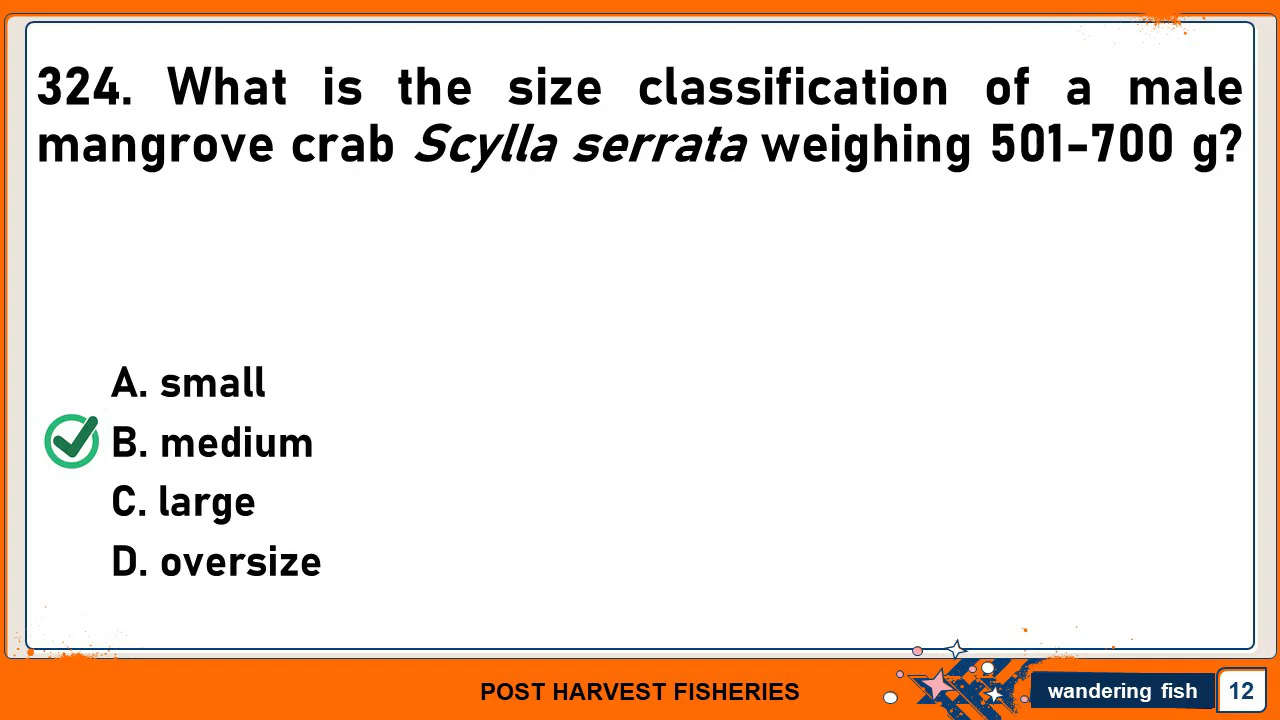 324. What is the size classification of a male
mangrove crab Scylla serrata weighing 501-700 g?
A. small
B. medium
C. large
D. oversize
POST HARVEST FISHERIES
wandering fish
12